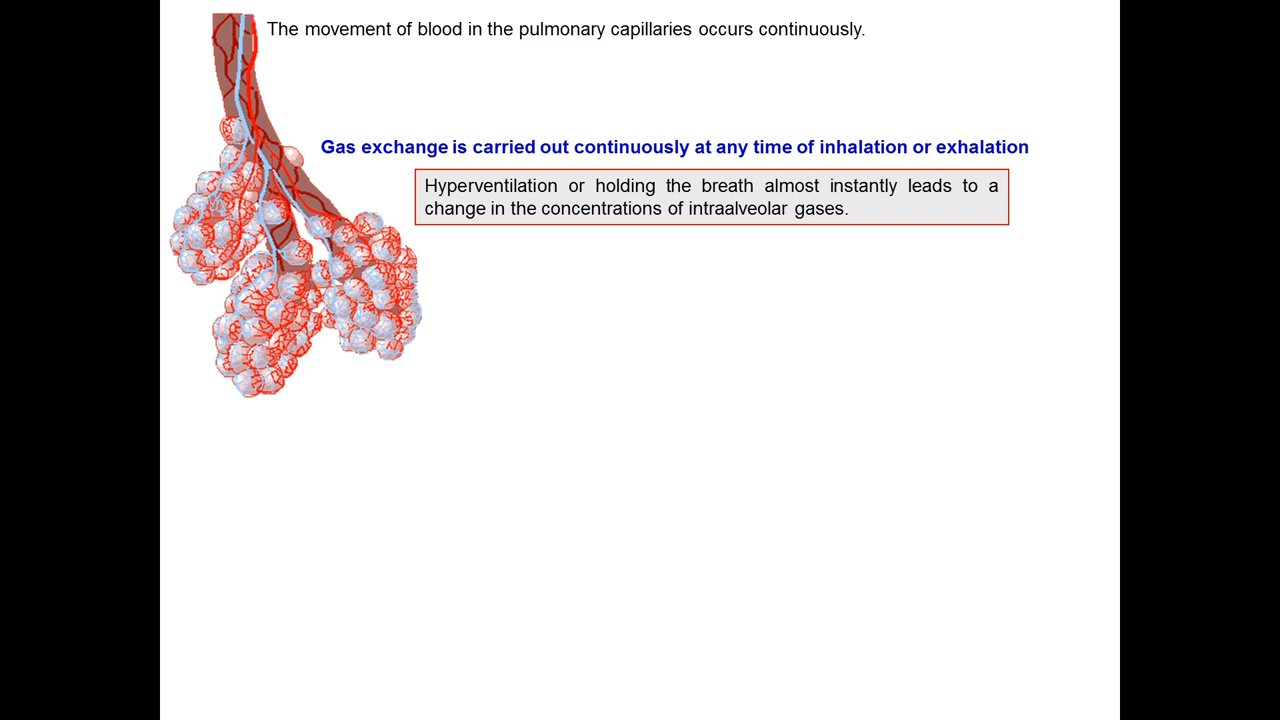 The movement of blood in the pulmonary capillaries occurs continuously.
Gas exchange is carried out continuously at any time of inhalation or exhalation
Hyperventilation or holding the breath almost instantly leads to a
change in the concentrations of intraalveolar gases.